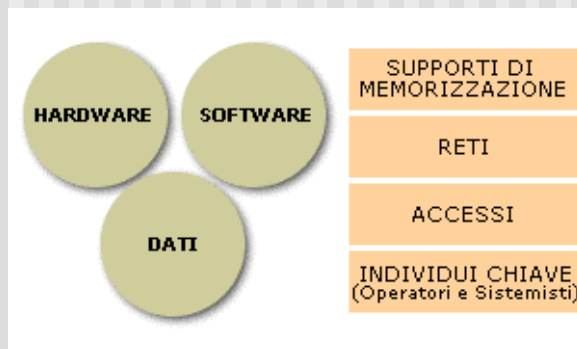 HARDWARE
SOFTWARE
DATI
SUPPORTI DI
MEMORIZZAZIONE
RETI
ACCESSI
INDIVIDUI CHIAVE
(Operatori e Sistemisti)